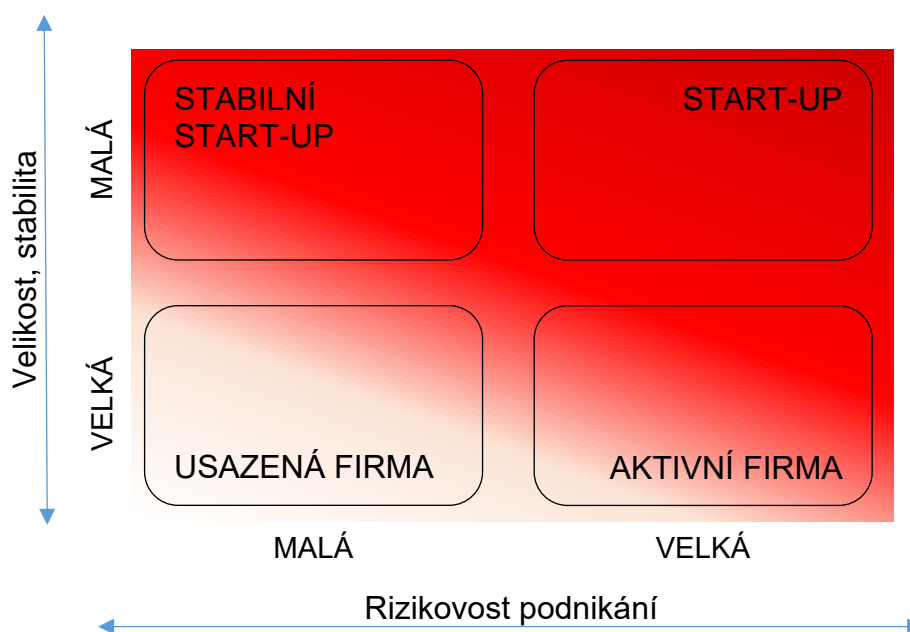 STABILNÍ
START-UP
START-UP
MALÁ
Velikost, stabilita
VELKÁ
USAZENÁ FIRMA
AKTIVNÍ FIRMA
MALÁ
VELKÁ
Rizikovost podnikání